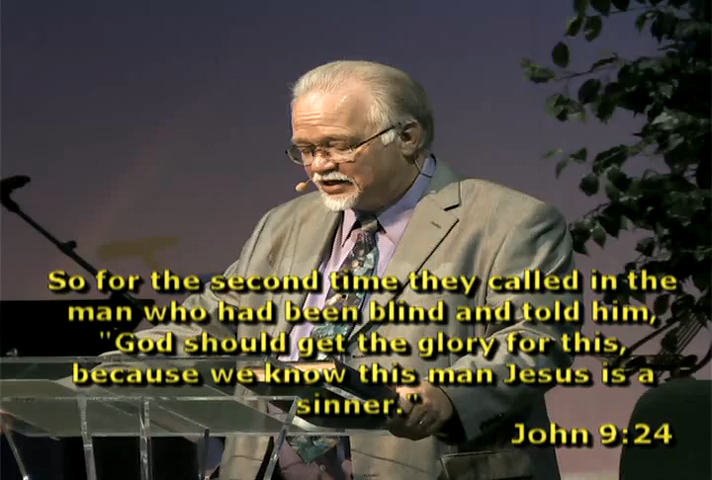 So for the second time they called in the
man who had been blind and told him,
"God should get the glory for this,
because we know this man Jesus is a
sinner."
John 9:24